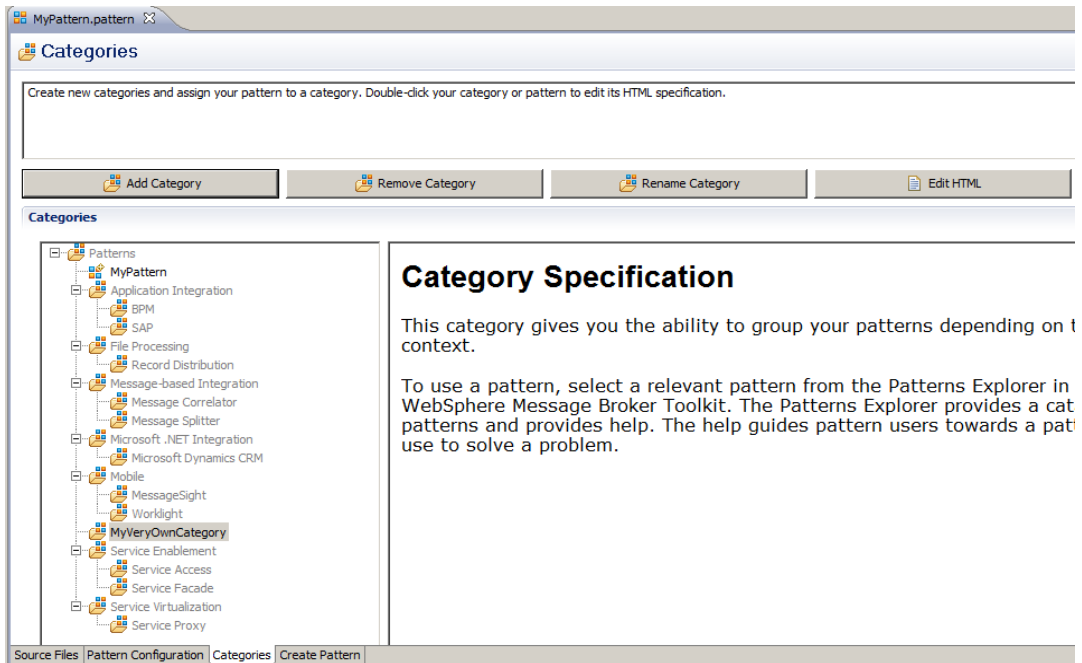 MyPattern.pattern
Categories
Create new categories and assign your pattern to a category. Double-click your category or pattern to edit its HTML specification.
Add Category Remove Category Rename Category Edit HTML
Categories
Patterns
MyPattern
Application Integration
BPM
SAP
File Processing
Record Distribution
Message-based Integration
Message Correlator
Message Splitter
Microsoft .NET Integration
Microsoft Dynamics CRM
Mobile
MessageSight
Worklight
MyVeryOwnCategory
Service Enablement
Service Access
Service Facade
Service Virtualization
Service Proxy
Category Specification
This category gives you the ability to group your patterns depending on
context.
To use a pattern, select a relevant pattern from the Patterns Explorer in
WebSphere Message Broker Toolkit. The Patterns Explorer provides a cat
patterns and provides help. The help guides pattern users towards a pat
use to solve a problem.
Source Files Pattern Configuration Categories Create Pattern